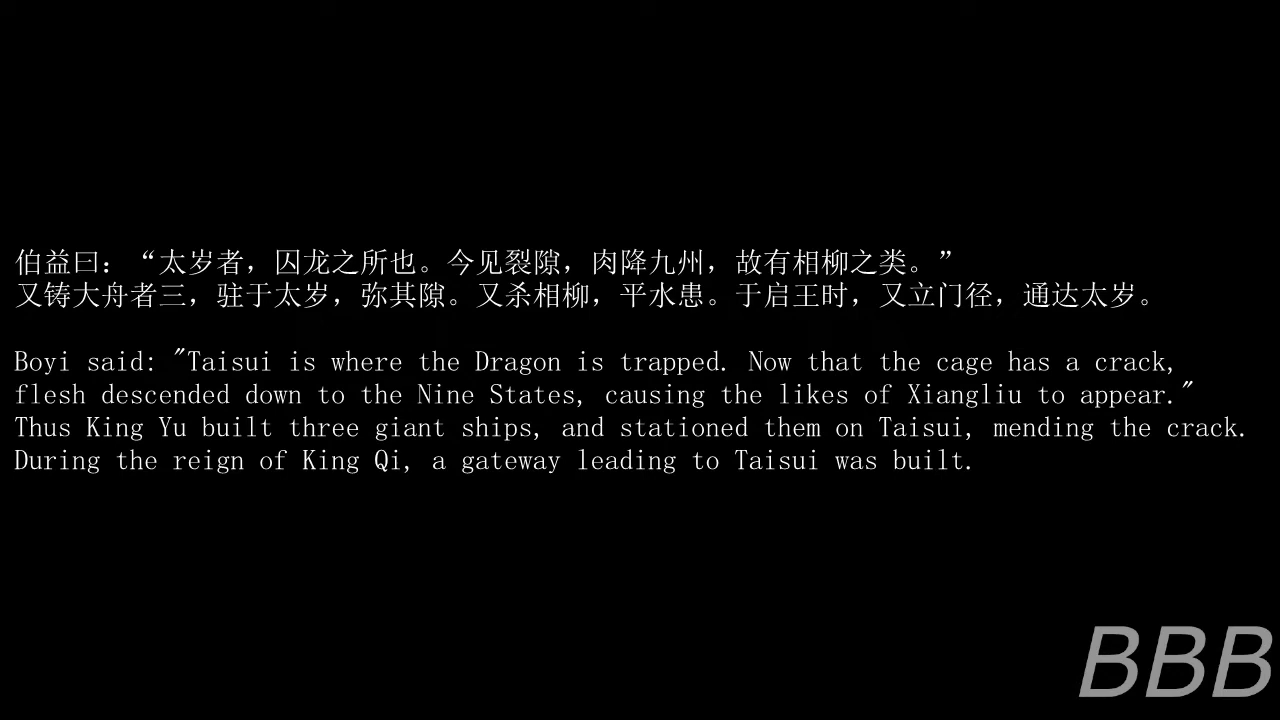 伯益曰：“太岁者，囚龙之所也。今见裂隙，肉降九州，故有相柳之类。”
又铸大舟者三，驻于太岁，弥其隙。又杀相柳，平水患。于启王时，又立门径，通达太岁。
Boyi said: "Taisui is where the Dragon is trapped. Now that the cage has a crack,
flesh descended down to the Nine States, causing the likes of Xiangliu to appear."
Thus King Yu built three giant ships, and stationed them on Taisui, mending the crack.
During the reign of King Qi, a gateway leading to Taisui was built.
BBB